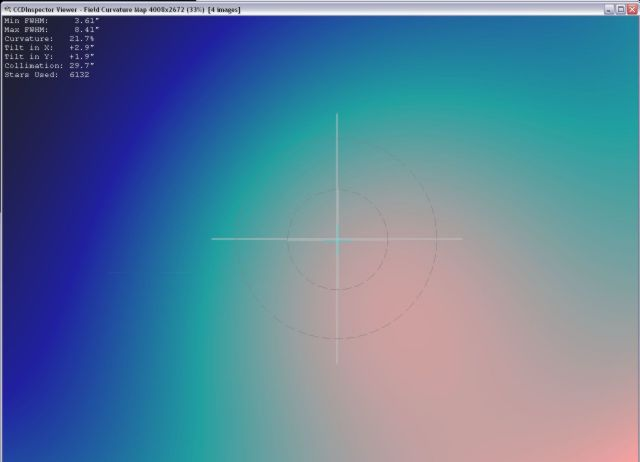 CCDInspector Viewer - Field Curvature Map 4008x2672 (33%) [4 images]
Min FWHM: 3.61"
Max FWHM: 8.41"
Curvature: 21.7%
Tilt in X: +2.9"
Tilt in Y: +1.9"
Collimation: 29.7"
Stars Used: 6132